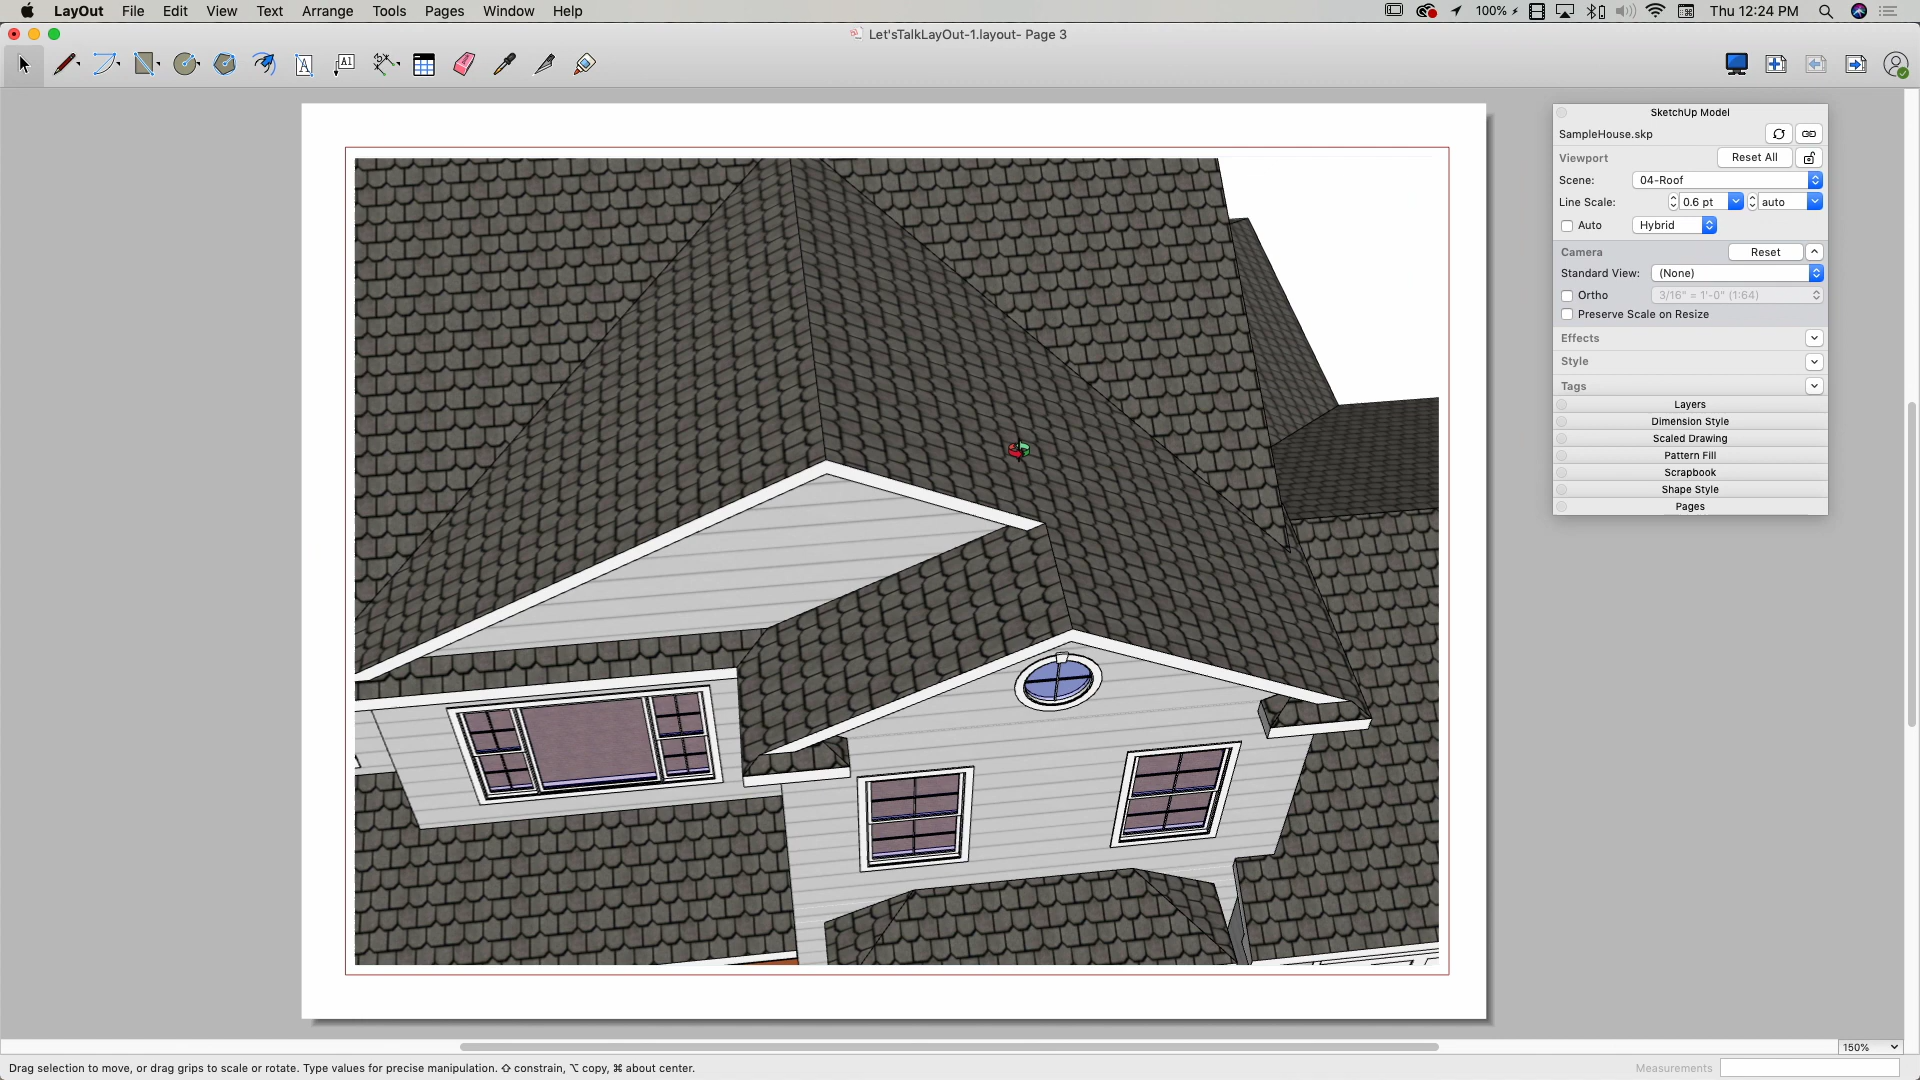 LayOut File Edit View Text Arrange Tools Pages Window Help
100% Thu 12:24 PM
Let'sTalkLayOut-1.layout- Page 3
A A1
SketchUp Model
SampleHouse.skp
Viewport Reset All
Scene: 04-Roof
Line Scale: 0.6 pt auto
Auto Hybrid
Camera Reset
Standard View: (None)
Ortho 3/16" = 1'-0" (1:64)
Preserve Scale on Resize
Effects
Style
Tags
Layers
Dimension Style
Scaled Drawing
Pattern Fill
Scrapbook
Shape Style
Pages
150%
Drag selection to move, or drag grips to scale or rotate. Type values for precise manipulation. ⇧ constrain, ⌥ copy, ⌘ about center.
Measurements